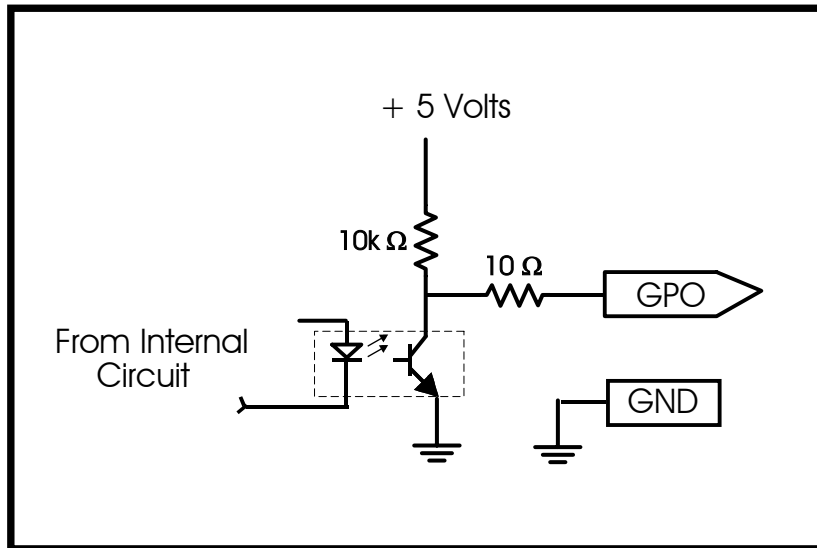 + 5 Volts
10k Ω
10 Ω
GPO
From Internal
Circuit
GND